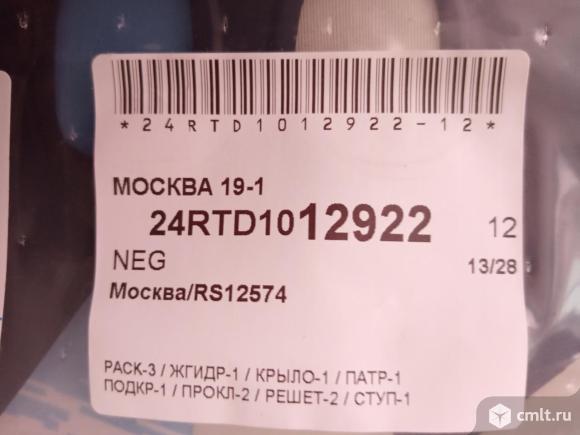 *24RTD1012922-12*
МОСКВА 19-1
24RTD1012922 12
NEG 13/28
Москва/RS12574
PACK-3 / ЖГИДР-1 / КРЫЛО-1 / ПАТР-1
ПОДКР-1 / ПРОКЛ-2 / РЕШЕТ-2 / СТУП-1
cmlt.ru